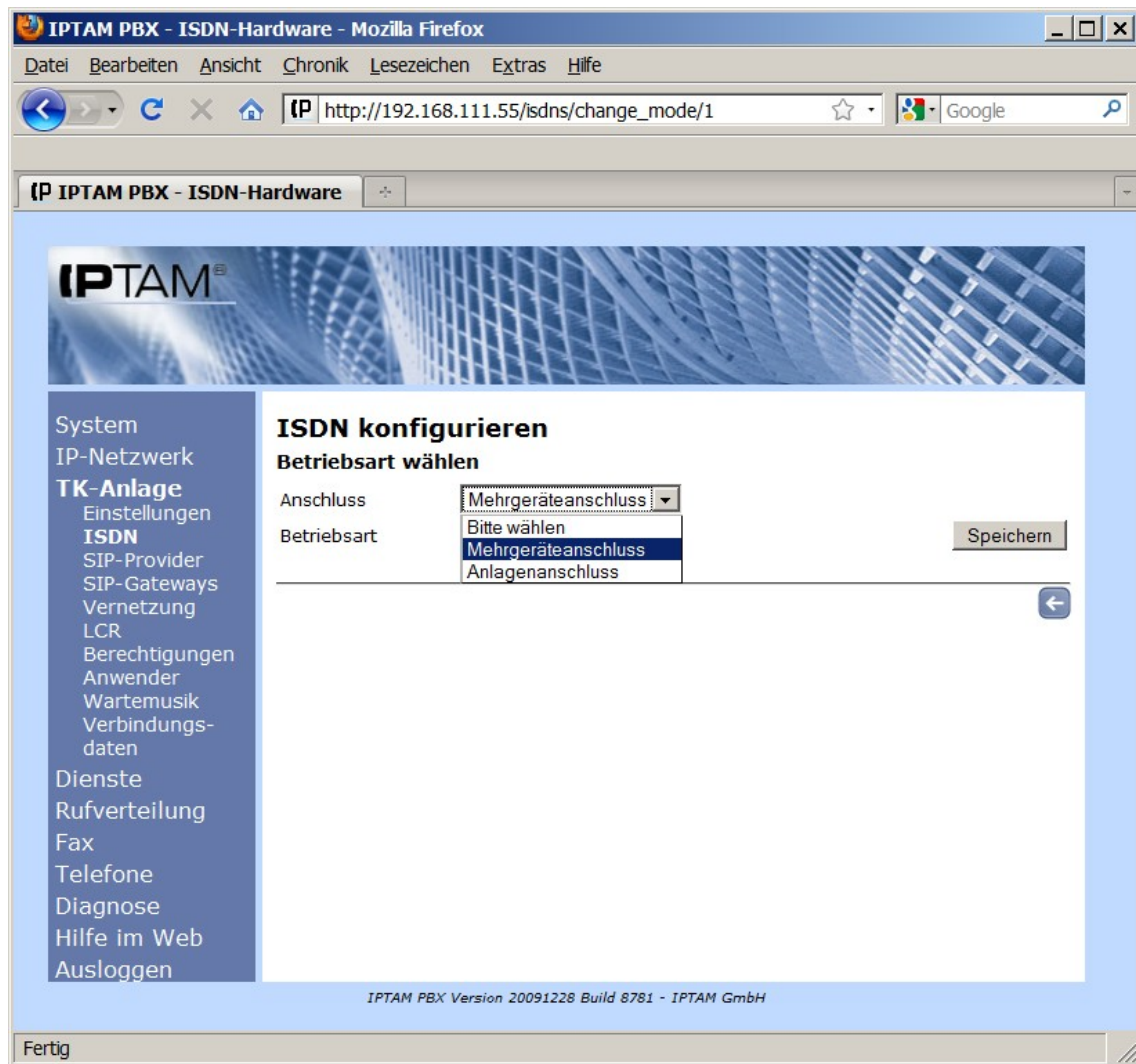 IPTAM PBX - ISDN-Hardware - Mozilla Firefox
Datei Bearbeiten Ansicht Chronik Lesezeichen Extras Hilfe
(P http://192.168.111.55/isdns/change_mode/1 Google
(P IPTAM PBX - ISDN-Hardware
(PTAM®
System
IP-Netzwerk
TK-Anlage
Einstellungen
ISDN
SIP-Provider
SIP-Gateways
Vernetzung
LCR
Berechtigungen
Anwender
Wartemusik
Verbindungs-
daten
Dienste
Rufverteilung
Fax
Telefone
Diagnose
Hilfe im Web
Ausloggen
ISDN konfigurieren
Betriebsart wählen
Anschluss Mehrgeräteanschluss
Bitte wählen
Betriebsart Mehrgeräteanschluss Speichern
Anlagenanschluss
IPTAM PBX Version 20091228 Build 8781 - IPTAM GmbH
Fertig